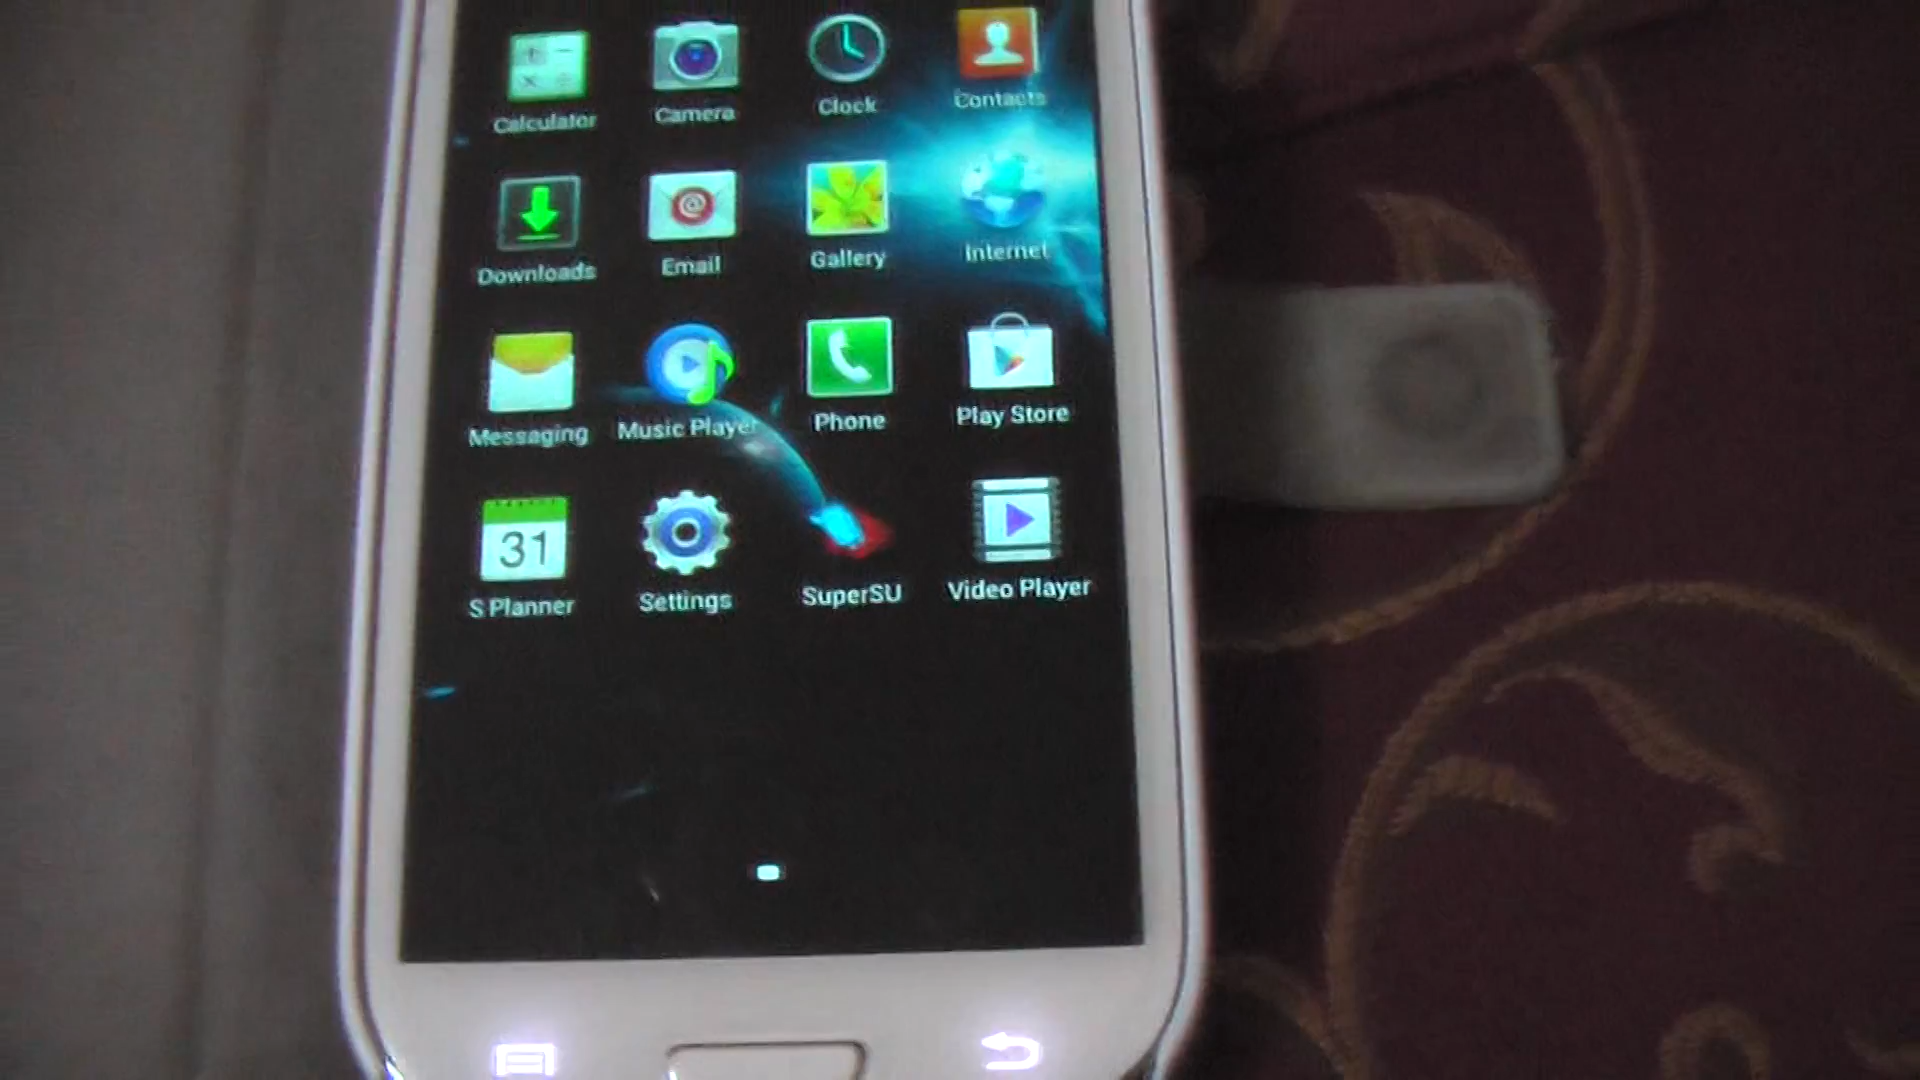 Calculator Camera Clock Contacts
Downloads Email Gallery Internet
Messaging Music Player Phone Play Store
31
S Planner Settings SuperSU Video Player